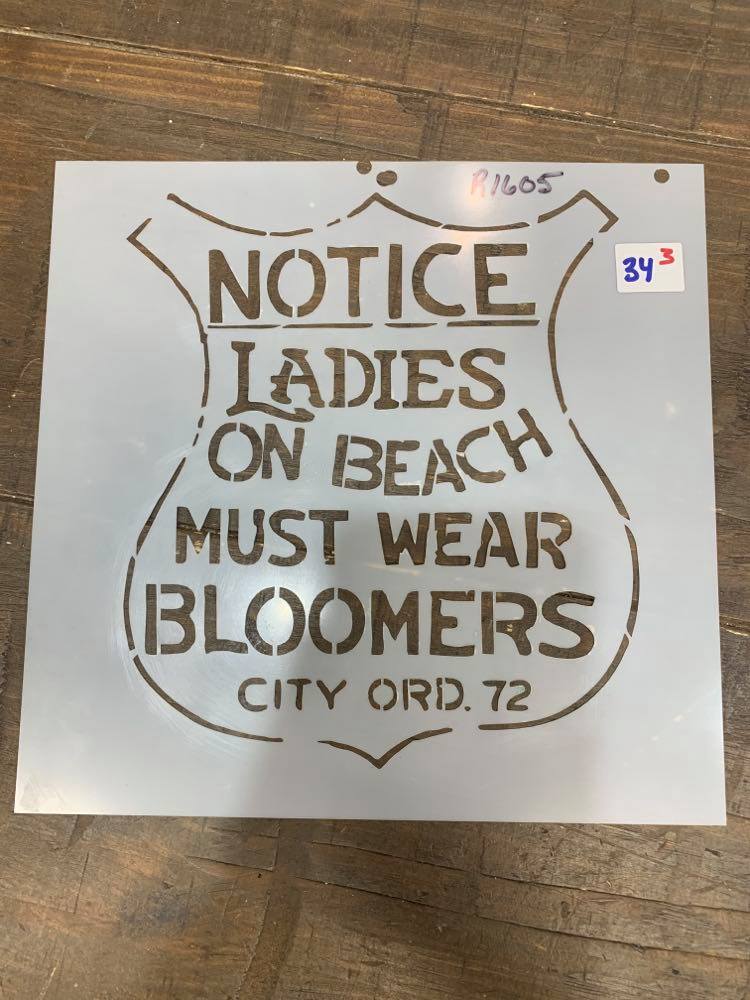 R1605
34 3
NOTICE
LADIES
ON BEACH
MUST WEAR
BLOOMERS
CITY ORD. 72